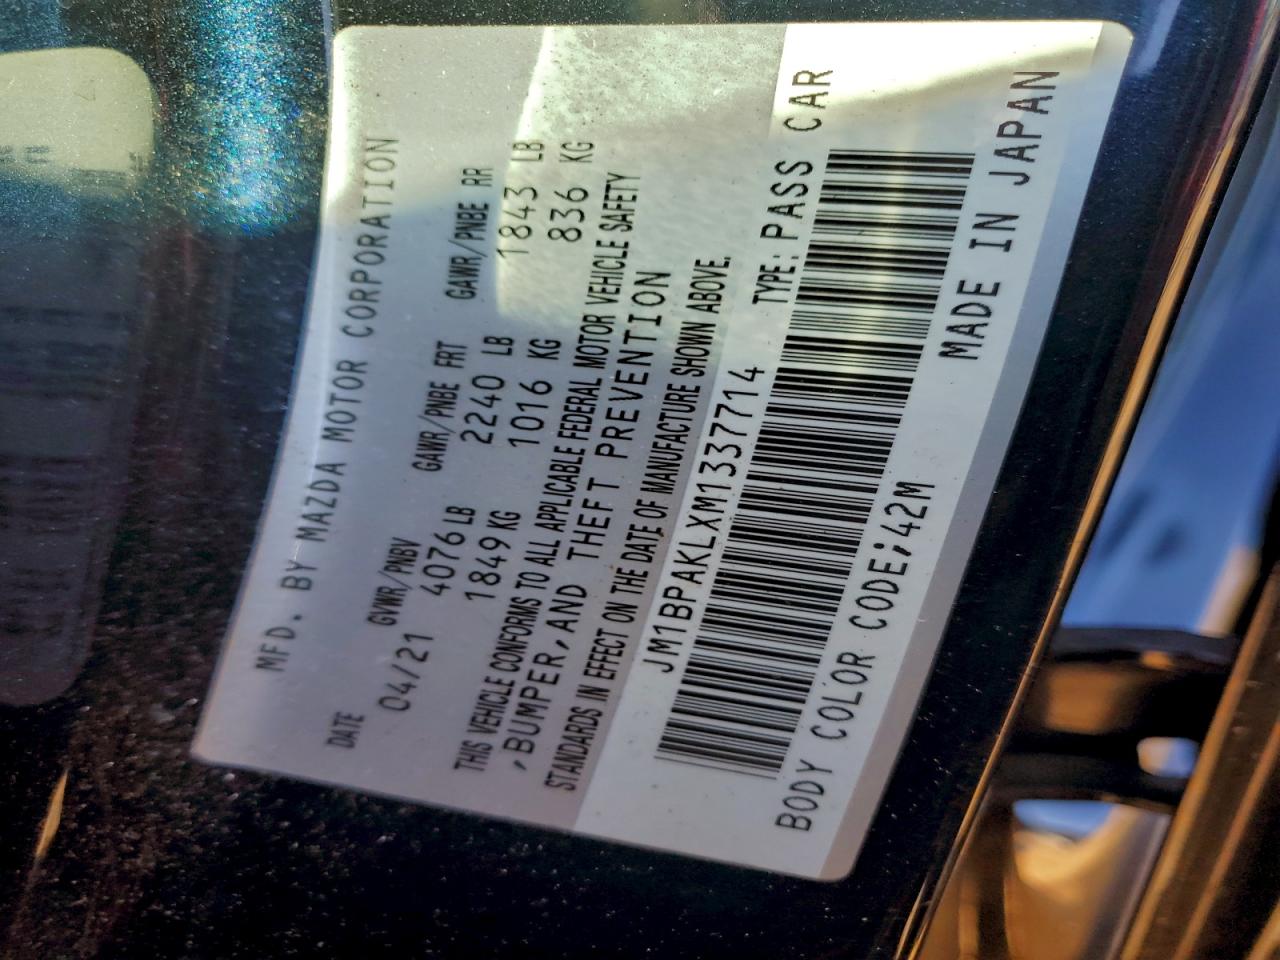 MFD. BY MAZDA MOTOR CORPORATION
DATE GVWR/PNBV GAWR/PNBE FRT GAWR/PNBE RR
04/21 4076 LB 2240 LB 1843 LB
1849 KG 1016 KG 836 KG
THIS VEHICLE CONFORMS TO ALL APPLICABLE FEDERAL MOTOR VEHICLE SAFETY
,BUMPER,AND THEFT PREVENTION
STANDARDS IN EFFECT ON THE DATE OF MANUFACTURE SHOWN ABOVE.
JM1BPAKLXM1337714 TYPE: PASS CAR
BODY COLOR CODE;42M MADE IN JAPAN